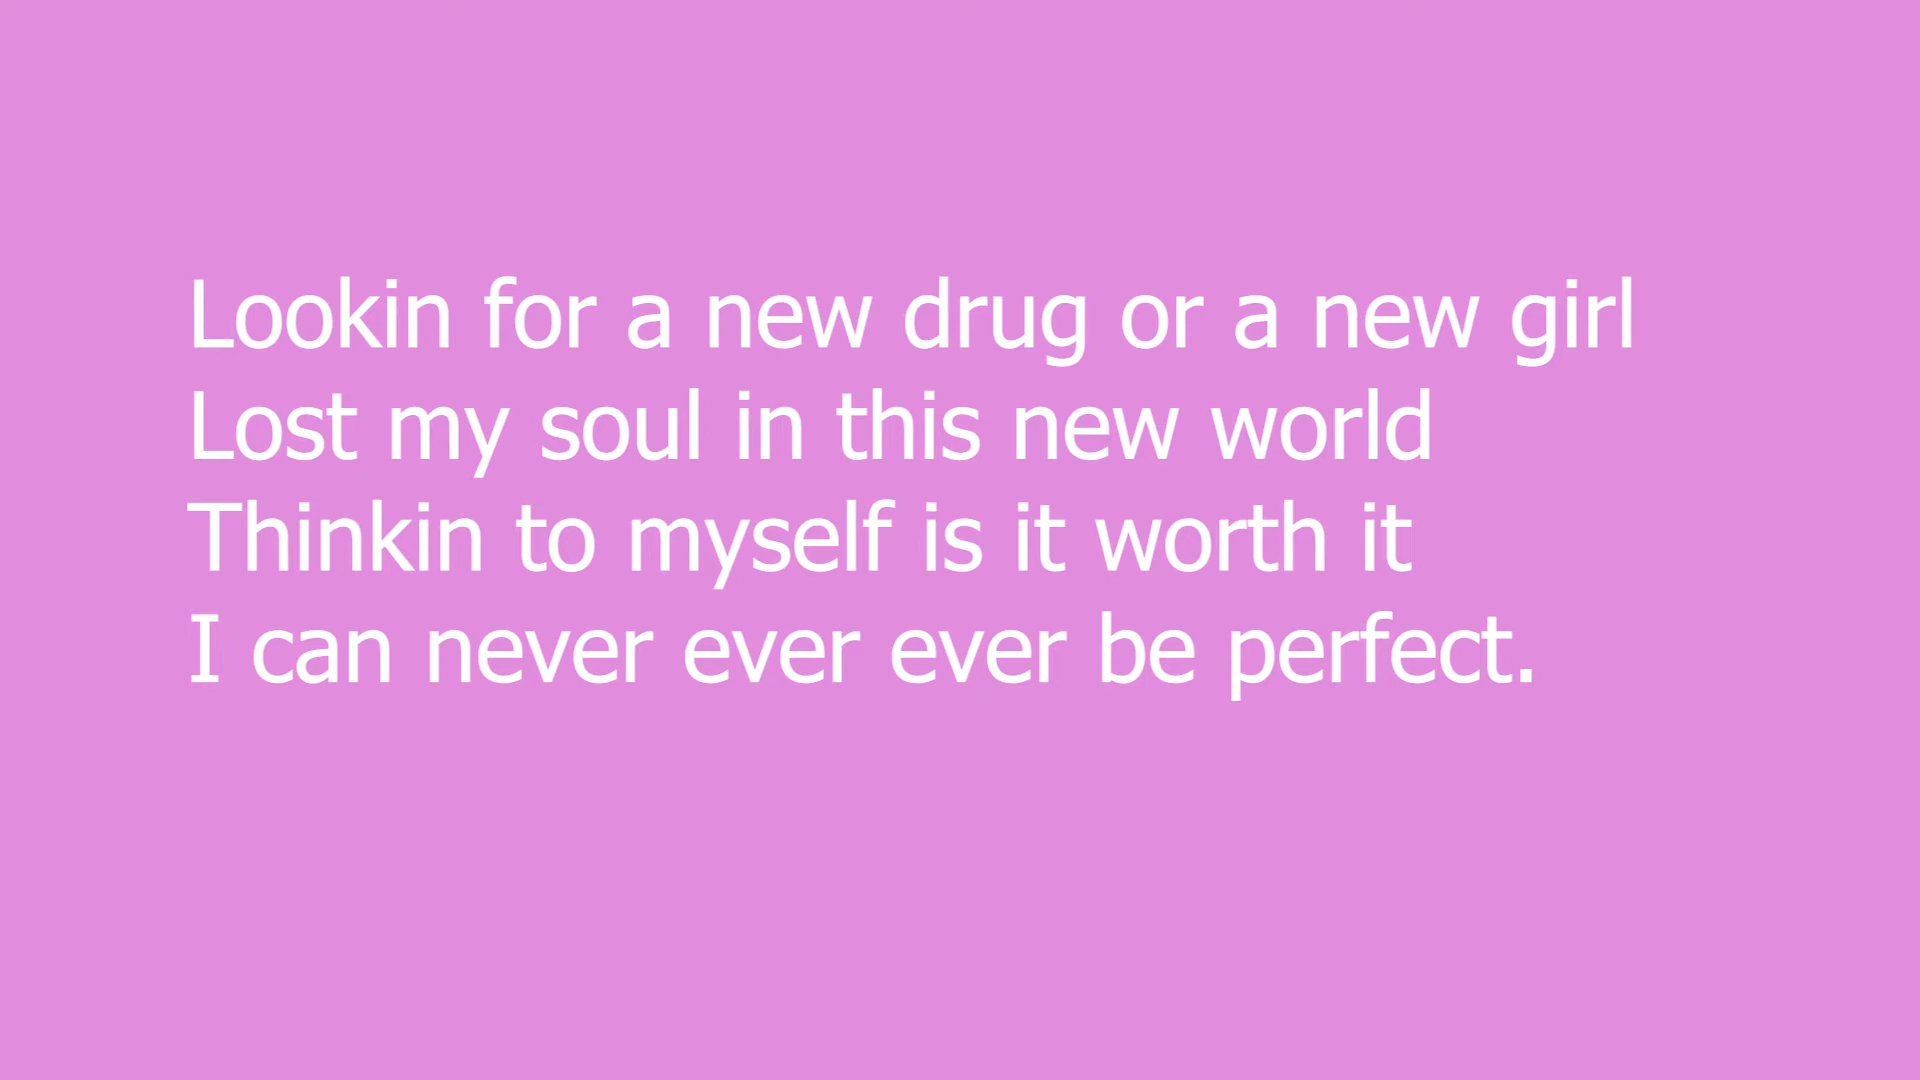 Lookin for a new drug or a new girl
Lost my soul in this new world
Thinkin to myself is it worth it
I can never ever ever be perfect.